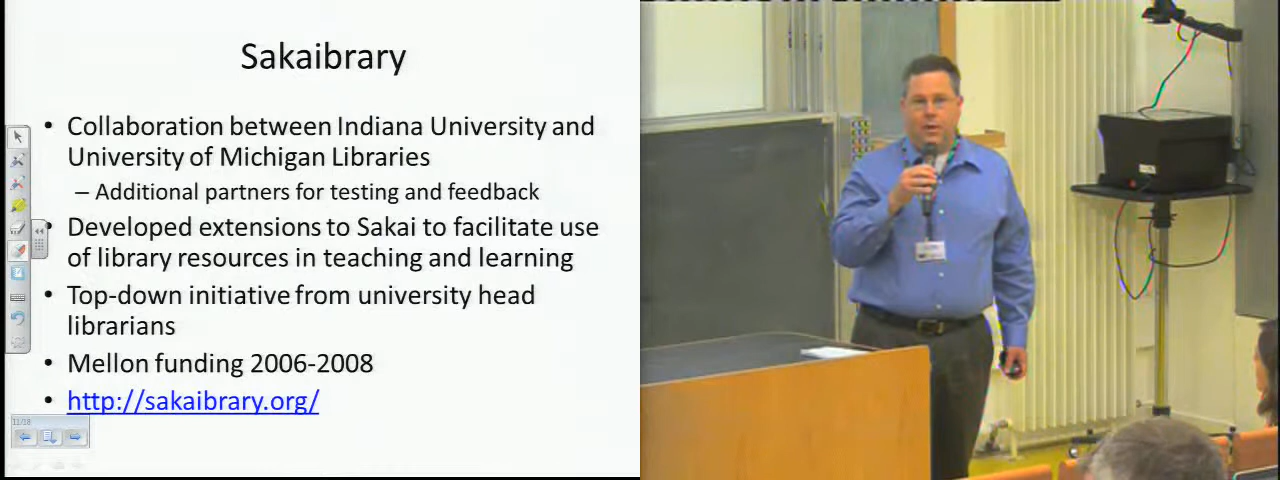 Sakaibrary
• Collaboration between Indiana University and
University of Michigan Libraries
– Additional partners for testing and feedback
• Developed extensions to Sakai to facilitate use
of library resources in teaching and learning
• Top-down initiative from university head
librarians
• Mellon funding 2006-2008
• http://sakaibrary.org/
11/18